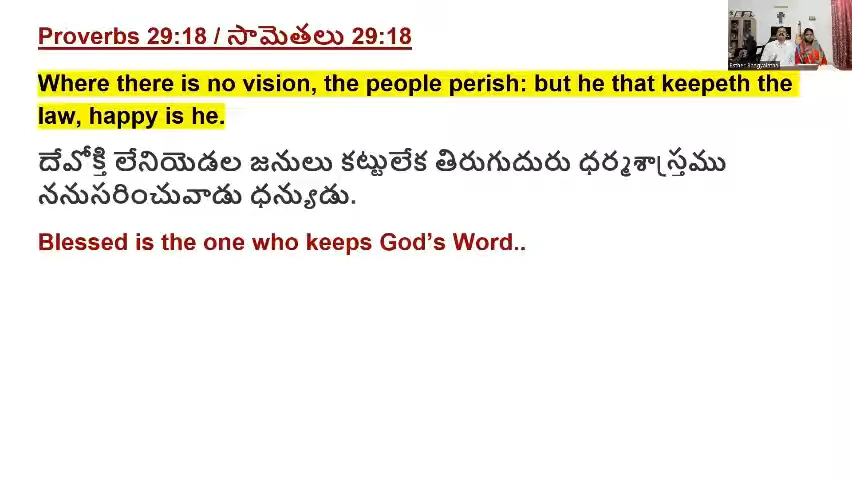 Proverbs 29:18 / సామెతలు 29:18
Where there is no vision, the people perish: but he that keepeth the
law, happy is he.
దేవోక్తి లేనియెడల జనులు కట్టులేక తిరుగుదురు ధర్మశాస్త్రము
ననుసరించువాడు ధన్యుడు.
Blessed is the one who keeps God’s Word..